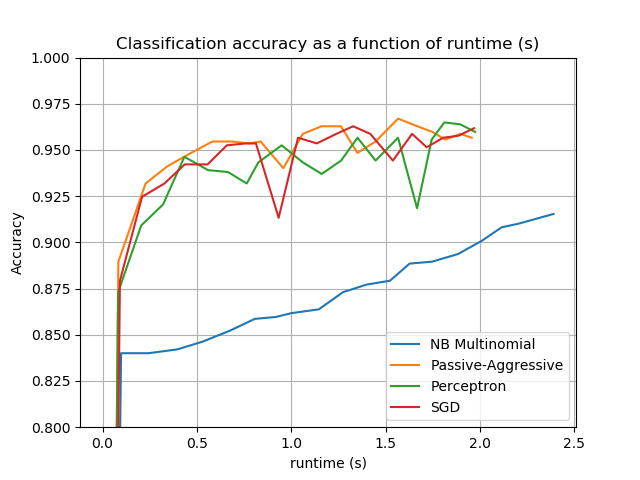 Classification accuracy as a function of runtime (s)
1.000
0.975
0.950
0.925
0.900
0.875
0.850
0.825
0.800
Accuracy
0.0 0.5 1.0 1.5 2.0 2.5
runtime (s)
NB Multinomial
Passive-Aggressive
Perceptron
SGD